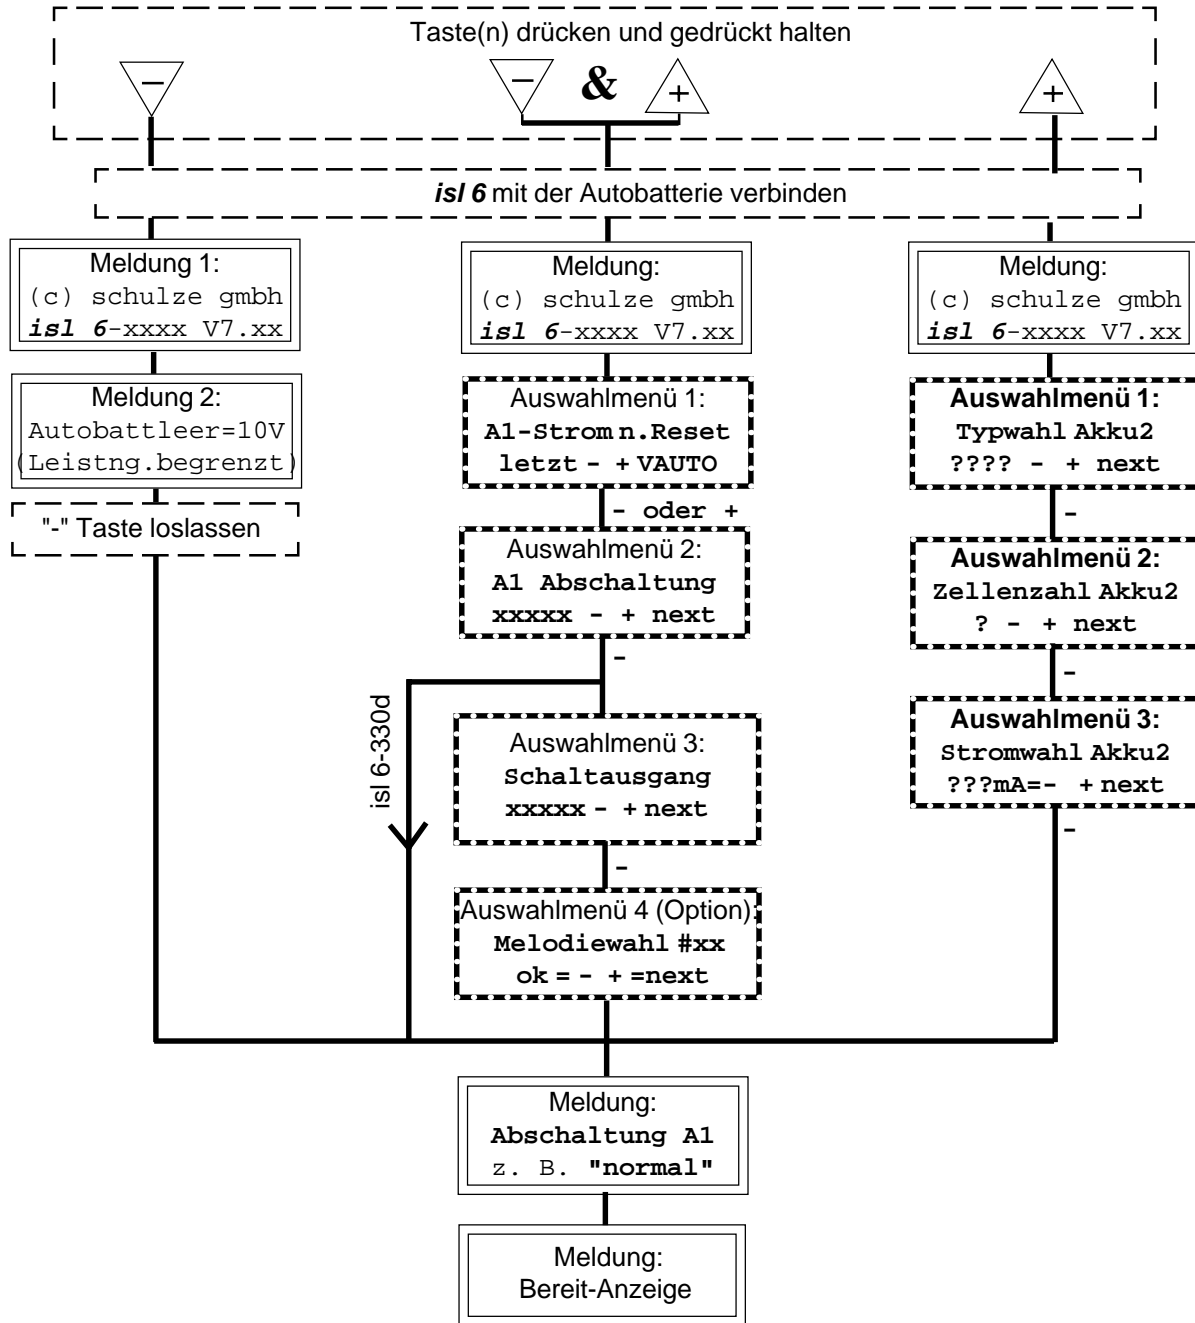 Taste(n) drücken und gedrückt halten
− − & + +
isl 6 mit der Autobatterie verbinden
Meldung 1:
(c) schulze gmbh
isl 6-xxxx V7.xx
Meldung 2:
Autobattleer=10V
(Leistng.begrenzt)
"-" Taste loslassen
Meldung:
(c) schulze gmbh
isl 6-xxxx V7.xx
Auswahlmenü 1:
A1-Strom n.Reset
letzt - + VAUTO
- oder +
Auswahlmenü 2:
A1 Abschaltung
xxxxx - + next
-
isl 6-330d
Auswahlmenü 3:
Schaltausgang
xxxxx - + next
-
Auswahlmenü 4 (Option):
Melodiewahl #xx
ok = - + =next
Meldung:
(c) schulze gmbh
isl 6-xxxx V7.xx
Auswahlmenü 1:
Typwahl Akku2
???? - + next
-
Auswahlmenü 2:
Zellenzahl Akku2
? - + next
-
Auswahlmenü 3:
Stromwahl Akku2
???mA=- + next
-
Meldung:
Abschaltung A1
z. B. "normal"
Meldung:
Bereit-Anzeige